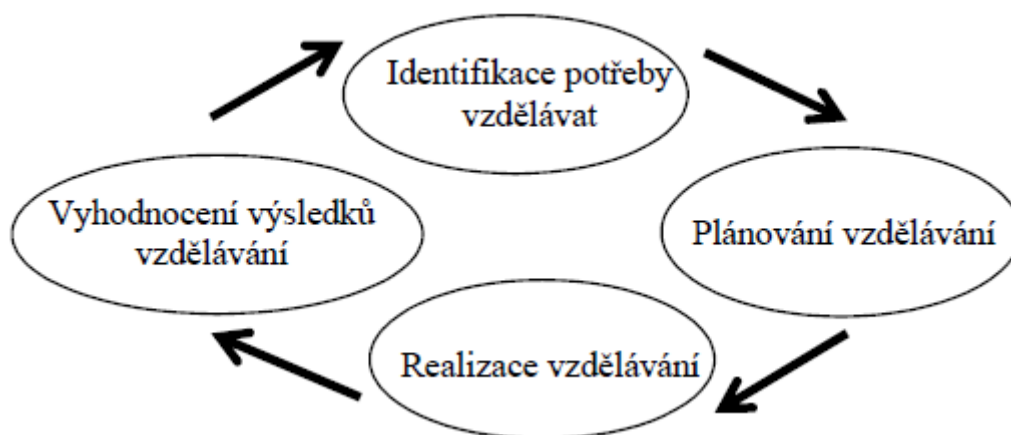 Identifikace potřeby
vzdělávat
Plánování vzdělávání
Realizace vzdělávání
Vyhodnocení výsledků
vzdělávání